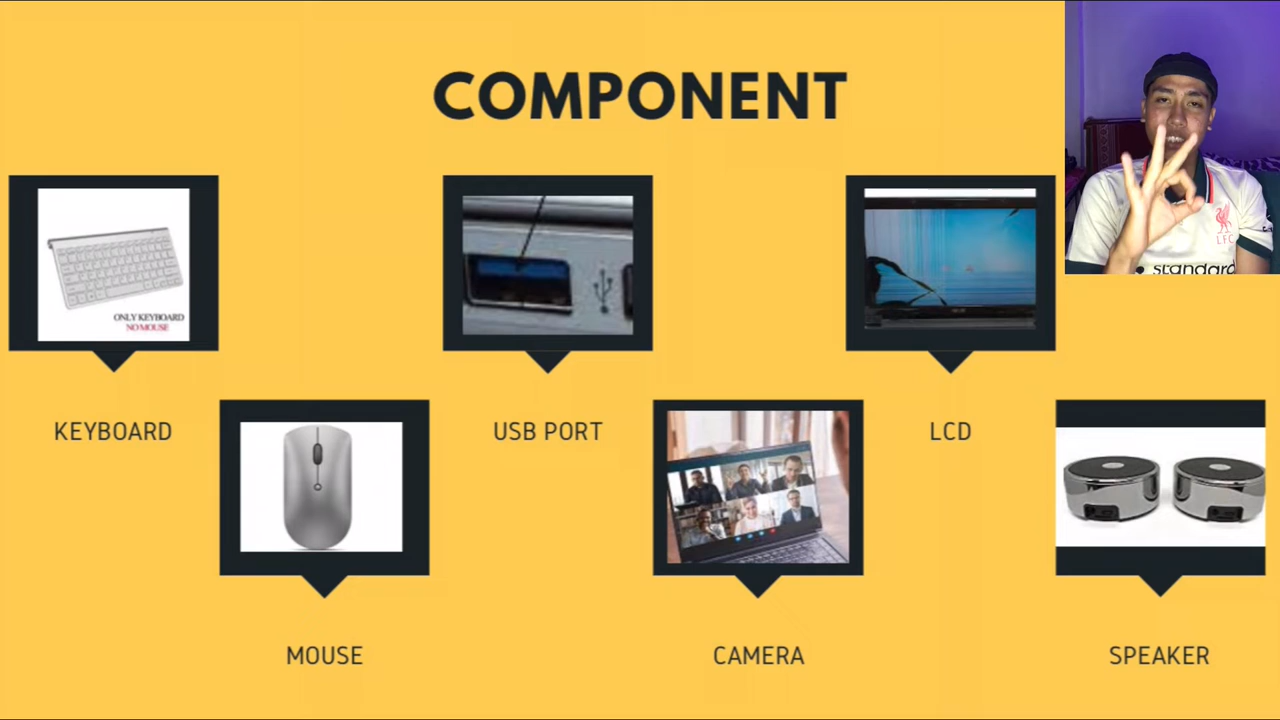 COMPONENT
ONLY KEYBOARD
NO MOUSE
KEYBOARD
USB PORT
LCD
LFC
standard
MOUSE
CAMERA
SPEAKER